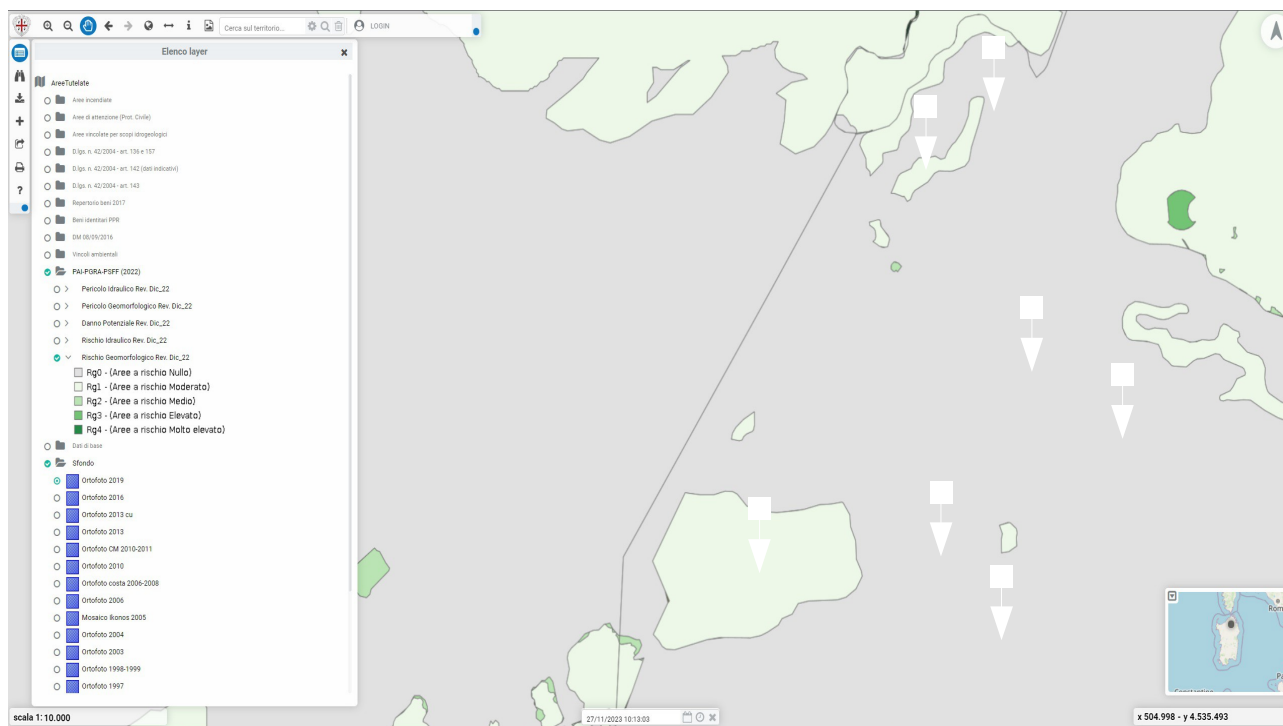 Cerca sul territorio...
LOGIN
Elenco layer
AreeTutelate
Aree incendiate
Aree di attenzione (Prot. Civile)
Aree vincolate per scopi idrogeologici
D.lgs. n. 42/2004 - art. 136 e 157
D.lgs. n. 42/2004 - art. 142 (dati indicativi)
D.lgs. n. 42/2004 - art. 143
Repertorio beni 2017
Beni identitari PPR
DM 08/09/2016
Vincoli ambientali
PAI-PGRA-PSFF (2022)
Pericolo Idraulico Rev. Dic_22
Pericolo Geomorfologico Rev. Dic_22
Danno Potenziale Rev. Dic_22
Rischio Idraulico Rev. Dic_22
Rischio Geomorfologico Rev. Dic_22
Rg0 - (Aree a rischio Nullo)
Rg1 - (Aree a rischio Moderato)
Rg2 - (Aree a rischio Medio)
Rg3 - (Aree a rischio Elevato)
Rg4 - (Aree a rischio Molto elevato)
Dati di base
Sfondo
Ortofoto 2019
Ortofoto 2016
Ortofoto 2013 cu
Ortofoto 2013
Ortofoto CM 2010-2011
Ortofoto 2010
Ortofoto costa 2006-2008
Ortofoto 2006
Mosaico Ikonos 2005
Ortofoto 2004
Ortofoto 2003
Ortofoto 1998-1999
Ortofoto 1997
Rom
scala 1: 10.000
27/11/2023 10:13:03
x 504.998 - y 4.535.493